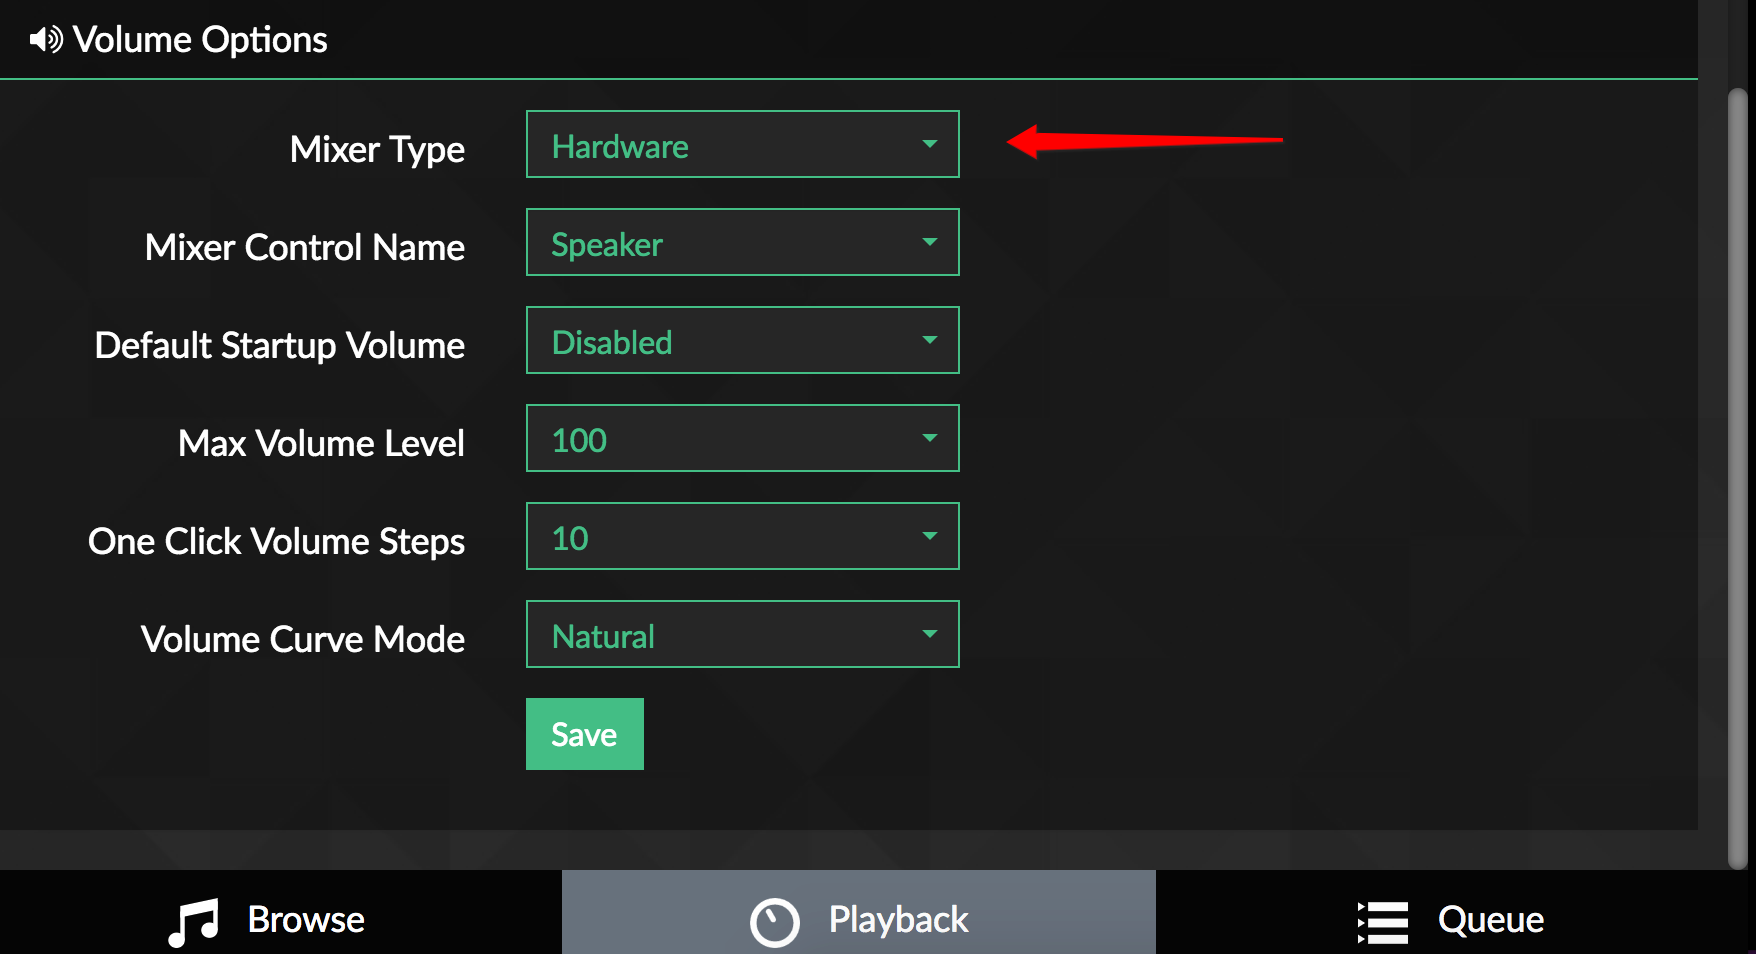 Volume Options
Mixer Type Hardware
Mixer Control Name Speaker
Default Startup Volume Disabled
Max Volume Level 100
One Click Volume Steps 10
Volume Curve Mode Natural
Save
Browse Playback Queue